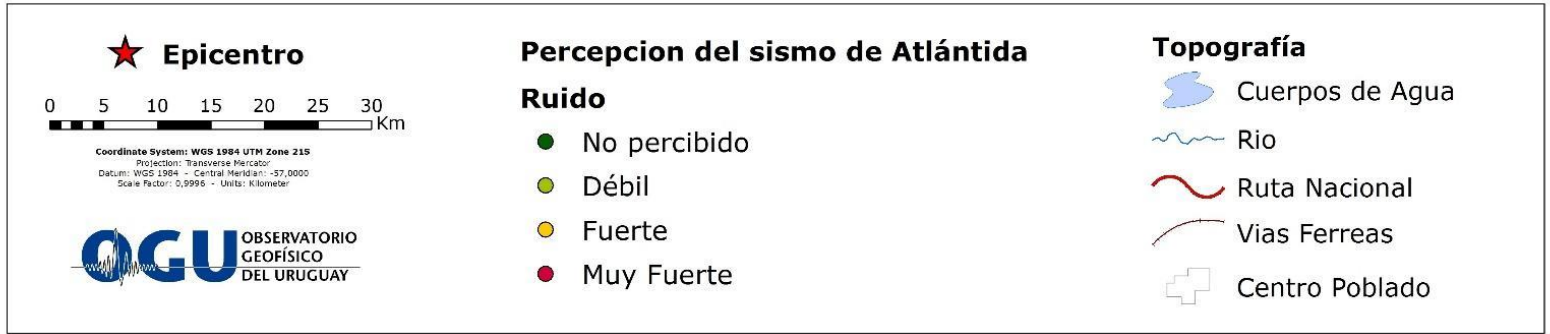 Epicentro
0 5 10 15 20 25 30
Km
Coordinate System: WGS 1984 UTM Zone 21S
Projection: Transverse Mercator
Datum: WGS 1984 - Central Meridian: -57,0000
Scale Factor: 0,9996 - Units: Kilometer
OGU
OBSERVATORIO
GEOFÍSICO
DEL URUGUAY
Percepcion del sismo de Atlántida
Ruido
No percibido
Débil
Fuerte
Muy Fuerte
Topografía
Cuerpos de Agua
Rio
Ruta Nacional
Vias Ferreas
Centro Poblado